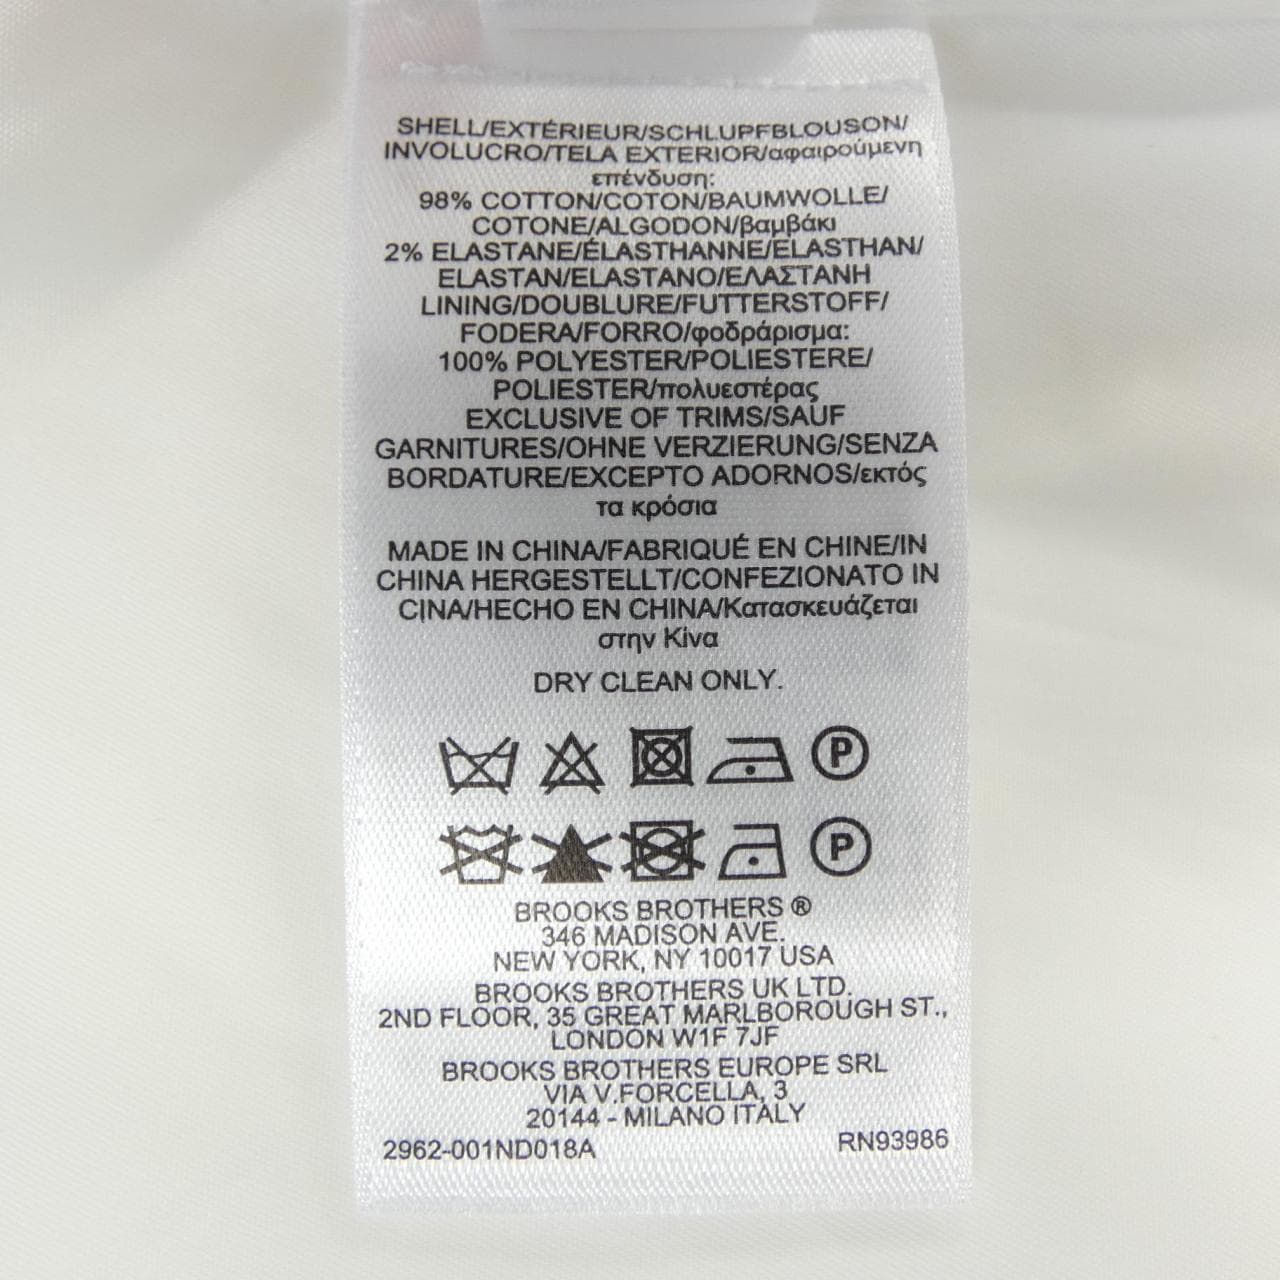 SHELL/EXTÉRIEUR/SCHLUPFBLOUSON/
INVOLUCRO/TELA EXTERIOR/αφαιρούμενη
επένδυση:
98% COTTON/COTON/BAUMWOLLE/
COTONE/ALGODON/βαμβάκι
2% ELASTANE/ÉLASTHANNE/ELASTHAN/
ELASTAN/ELASTANO/ΕΛΑΣΤΑΝΗ
LINING/DOUBLURE/FUTTERSTOFF/
FODERA/FORRO/φοδράρισμα:
100% POLYESTER/POLIESTERE/
POLIESTER/πολυεστέρας
EXCLUSIVE OF TRIMS/SAUF
GARNITURES/OHNE VERZIERUNG/SENZA
BORDATURE/EXCEPTO ADORNOS/εκτός
τα κρόσια
MADE IN CHINA/FABRIQUÉ EN CHINE/IN
CHINA HERGESTELLT/CONFEZIONATO IN
CINA/HECHO EN CHINA/Κατασκευάζεται
στην Κίνα
DRY CLEAN ONLY.
P
P
BROOKS BROTHERS ®
346 MADISON AVE.
NEW YORK, NY 10017 USA
BROOKS BROTHERS UK LTD.
2ND FLOOR, 35 GREAT MARLBOROUGH ST.,
LONDON W1F 7JF
BROOKS BROTHERS EUROPE SRL
VIA V.FORCELLA, 3
20144 - MILANO ITALY
2962-001ND018A RN93986